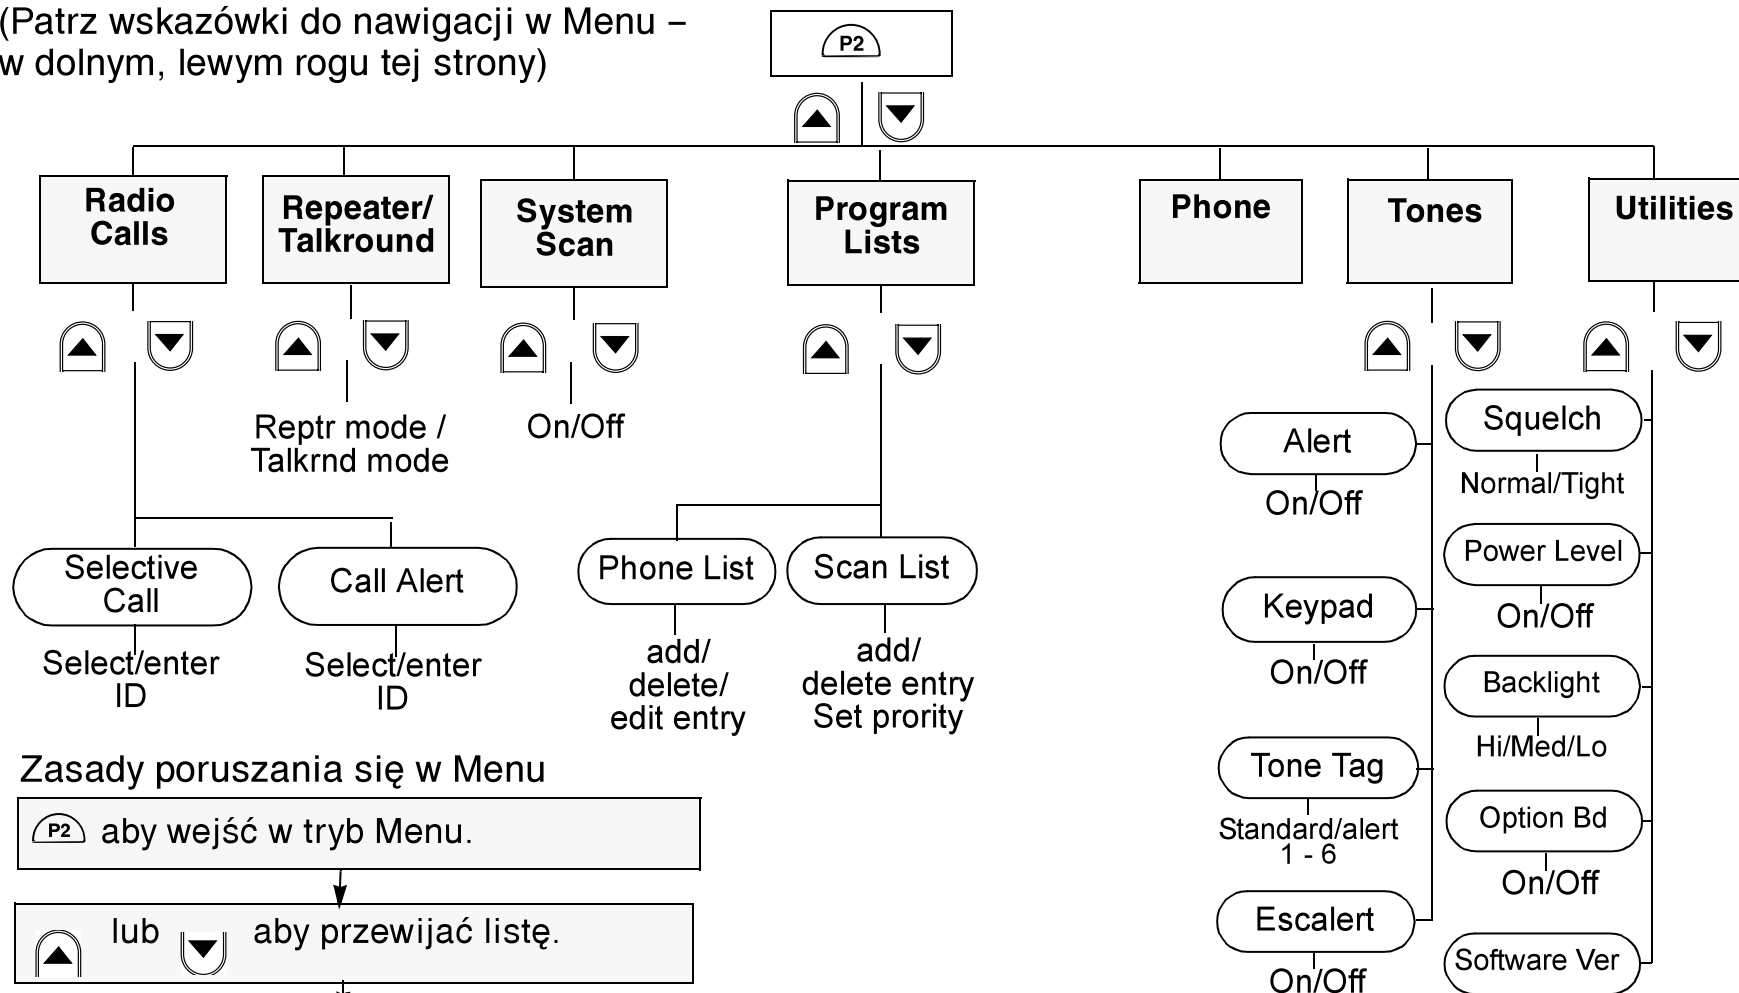 (Patrz wskazówki do nawigacji w Menu –
w dolnym, lewym rogu tej strony)
P2
Radio
Calls
Repeater/
Talkround
System
Scan
Program
Lists
Phone
Tones
Utilities
Reptr mode /
Talkrnd mode
On/Off
Selective
Call
Select/enter
ID
Call Alert
Select/enter
ID
Phone List
add/
delete/
edit entry
Scan List
add/
delete entry
Set prority
Alert
On/Off
Keypad
On/Off
Tone Tag
Standard/alert
1 - 6
Escalert
On/Off
Squelch
Normal/Tight
Power Level
On/Off
Backlight
Hi/Med/Lo
Option Bd
On/Off
Software Ver
Zasady poruszania się w Menu
P2 aby wejść w tryb Menu.
lub aby przewijać listę.